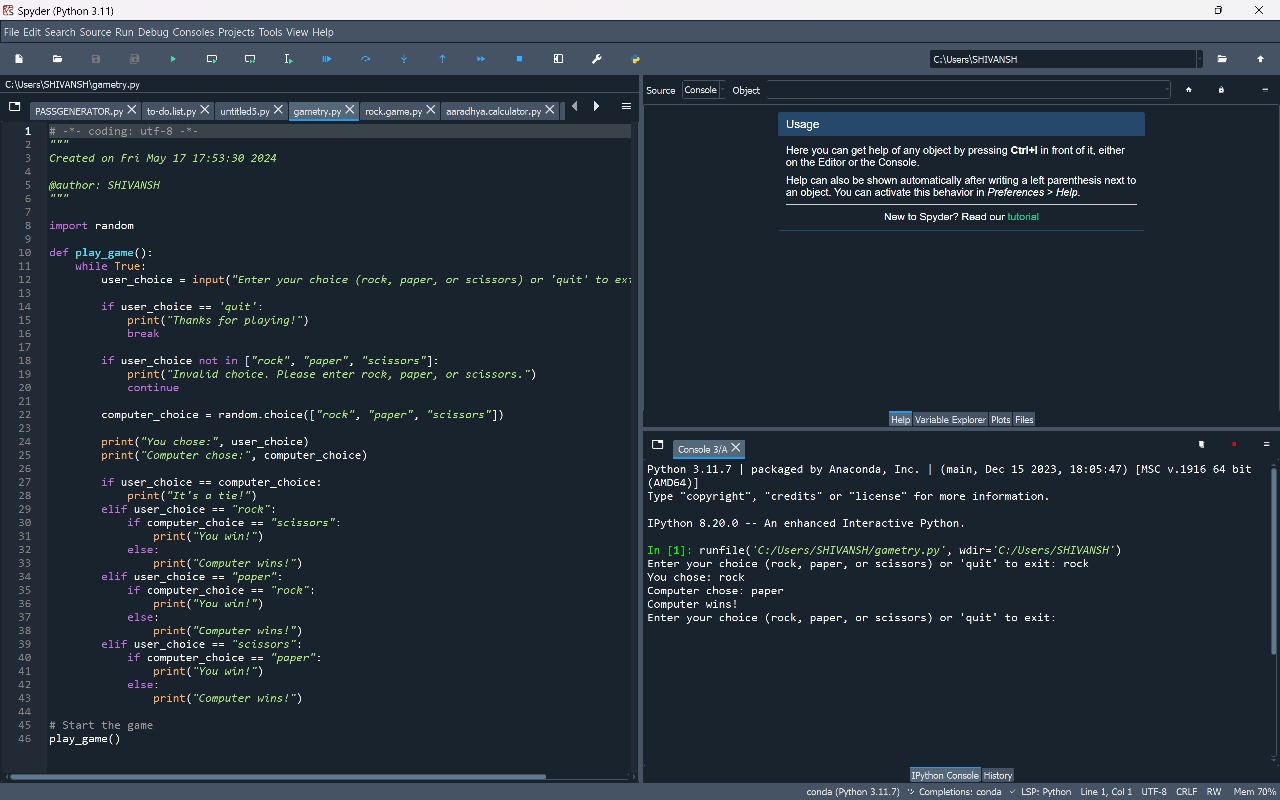 Spyder (Python 3.11)
File Edit Search Source Run Debug Consoles Projects Tools View Help
C:\Users\SHIVANSH
C:\Users\SHIVANSH\gametry.py
PASSGENERATOR.py to-do.list.py untitled5.py gametry.py rock.game.py aaradhya.calculator.py
1 # -*- coding: utf-8 -*-
2 """
3 Created on Fri May 17 17:53:30 2024
4
5 @author: SHIVANSH
6 """
7
8 import random
9
10 def play_game():
11     while True:
12         user_choice = input("Enter your choice (rock, paper, or scissors) or 'quit' to exi
13
14         if user_choice == 'quit':
15             print("Thanks for playing!")
16             break
17
18         if user_choice not in ["rock", "paper", "scissors"]:
19             print("Invalid choice. Please enter rock, paper, or scissors.")
20             continue
21
22         computer_choice = random.choice(["rock", "paper", "scissors"])
23
24         print("You chose:", user_choice)
25         print("Computer chose:", computer_choice)
26
27         if user_choice == computer_choice:
28             print("It's a tie!")
29         elif user_choice == "rock":
30             if computer_choice == "scissors":
31                 print("You win!")
32             else:
33                 print("Computer wins!")
34         elif user_choice == "paper":
35             if computer_choice == "rock":
36                 print("You win!")
37             else:
38                 print("Computer wins!")
39         elif user_choice == "scissors":
40             if computer_choice == "paper":
41                 print("You win!")
42             else:
43                 print("Computer wins!")
44
45 # Start the game
46 play_game()
Source Console Object
Usage
Here you can get help of any object by pressing Ctrl+I in front of it, either
on the Editor or the Console.
Help can also be shown automatically after writing a left parenthesis next to
an object. You can activate this behavior in Preferences > Help.
New to Spyder? Read our tutorial
Help Variable Explorer Plots Files
Console 3/A
Python 3.11.7 | packaged by Anaconda, Inc. | (main, Dec 15 2023, 18:05:47) [MSC v.1916 64 bit
(AMD64)]
Type "copyright", "credits" or "license" for more information.
IPython 8.20.0 -- An enhanced Interactive Python.
In [1]: runfile('C:/Users/SHIVANSH/gametry.py', wdir='C:/Users/SHIVANSH')
Enter your choice (rock, paper, or scissors) or 'quit' to exit: rock
You chose: rock
Computer chose: paper
Computer wins!
Enter your choice (rock, paper, or scissors) or 'quit' to exit:
IPython Console History
conda (Python 3.11.7) Completions: conda LSP: Python Line 1, Col 1 UTF-8 CRLF RW Mem 70%